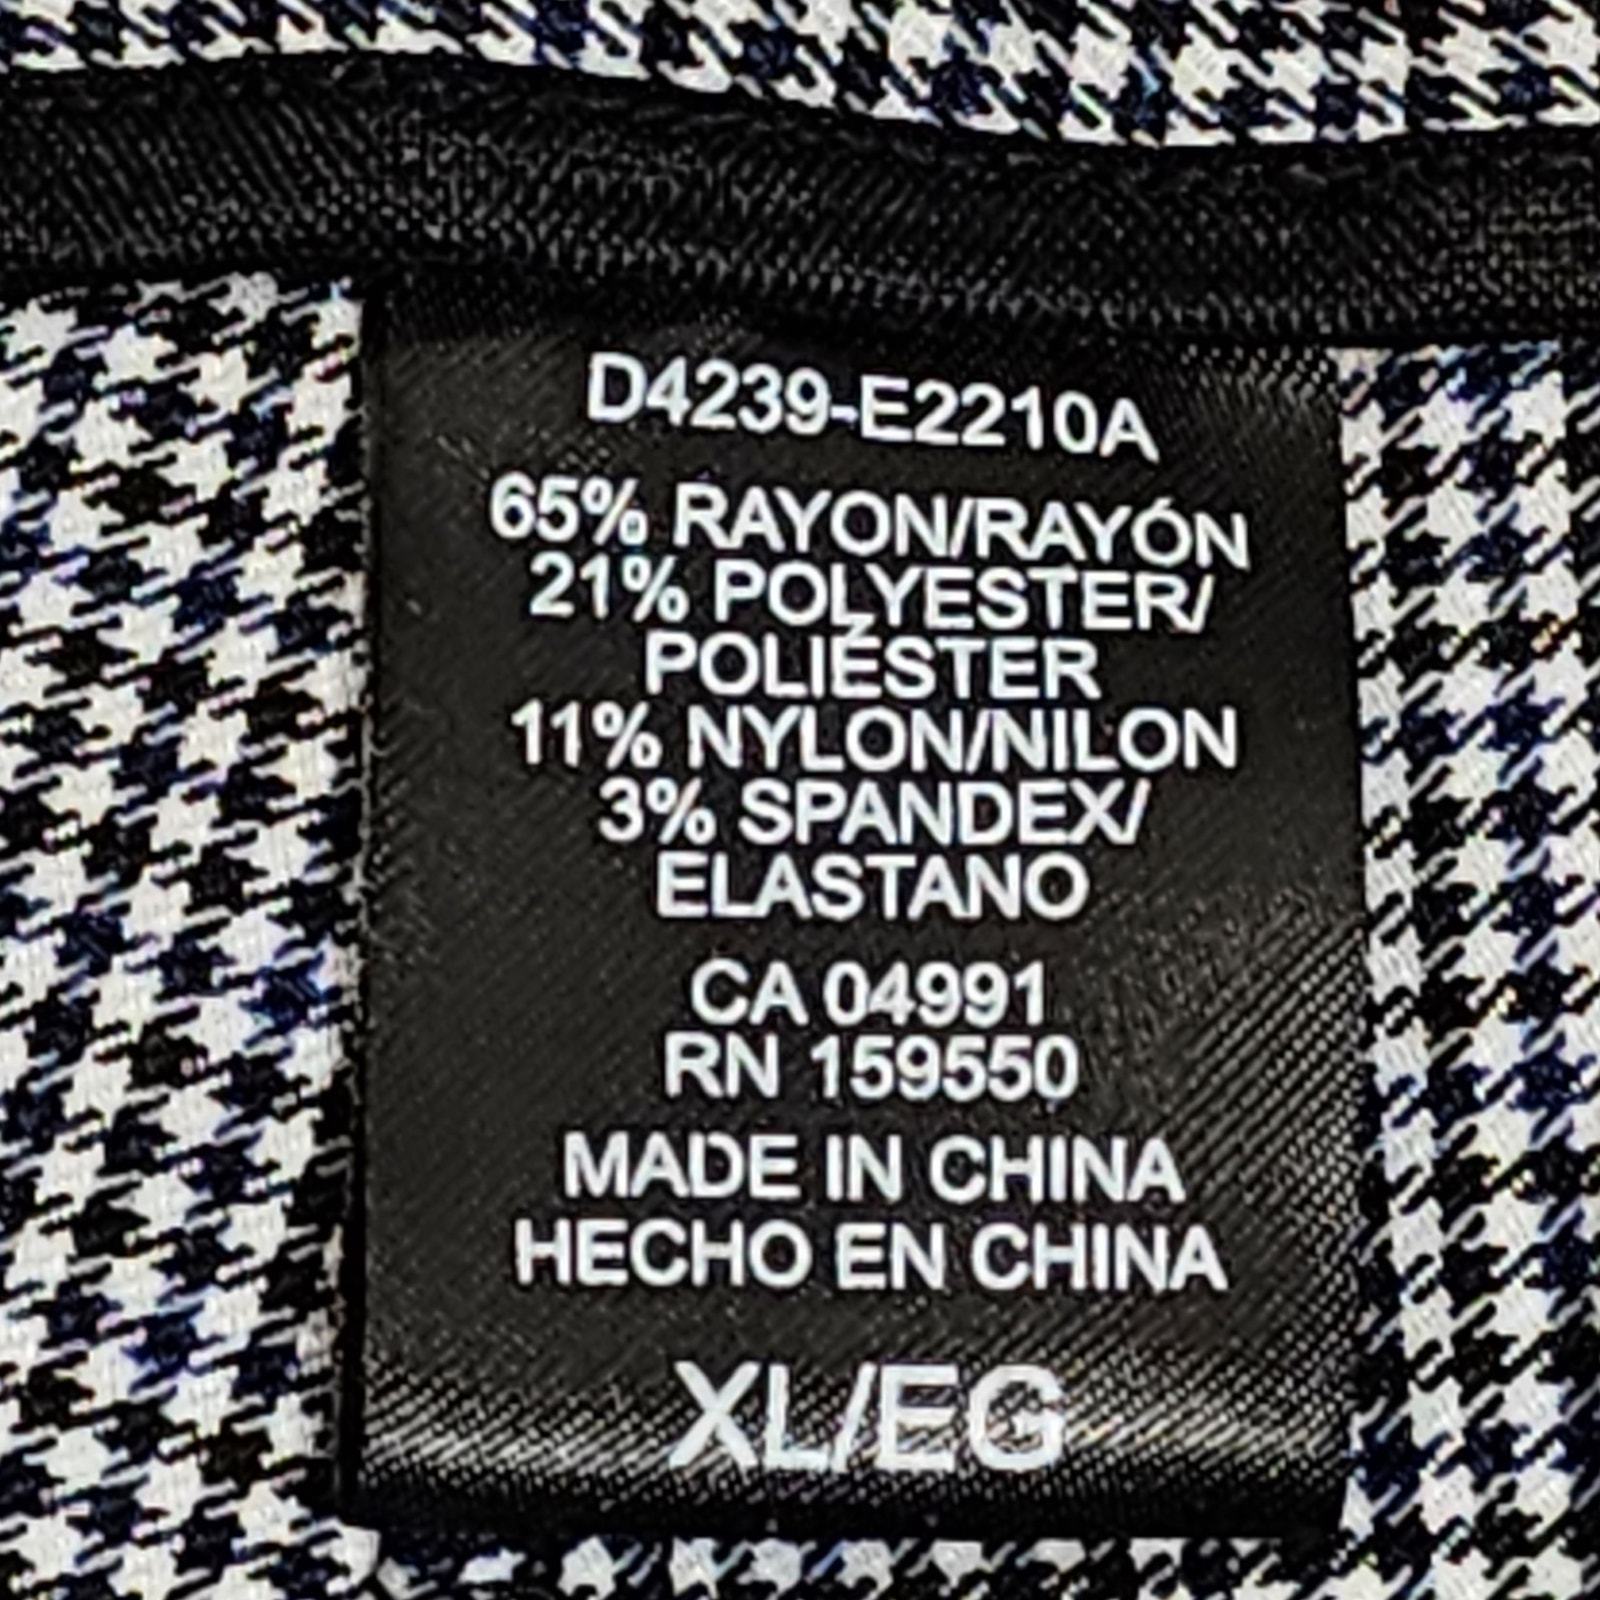 D4239-E2210A
65% RAYON/RAYÓN
21% POLYESTER/
POLIÉSTER
11% NYLON/NILON
3% SPANDEX/
ELASTANO
CA 04991
RN 159550
MADE IN CHINA
HECHO EN CHINA
XL/EG